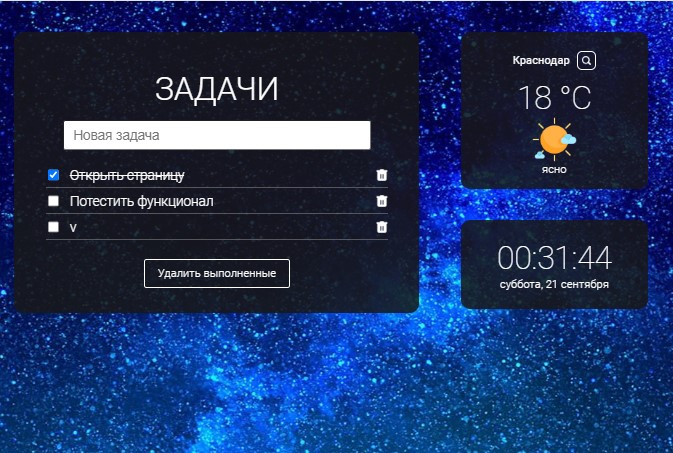 ЗАДАЧИ
Новая задача
Открыть страницу
Потестить функционал
v
Удалить выполненные
Краснодар
18 °C
ясно
00:31:44
суббота, 21 сентября